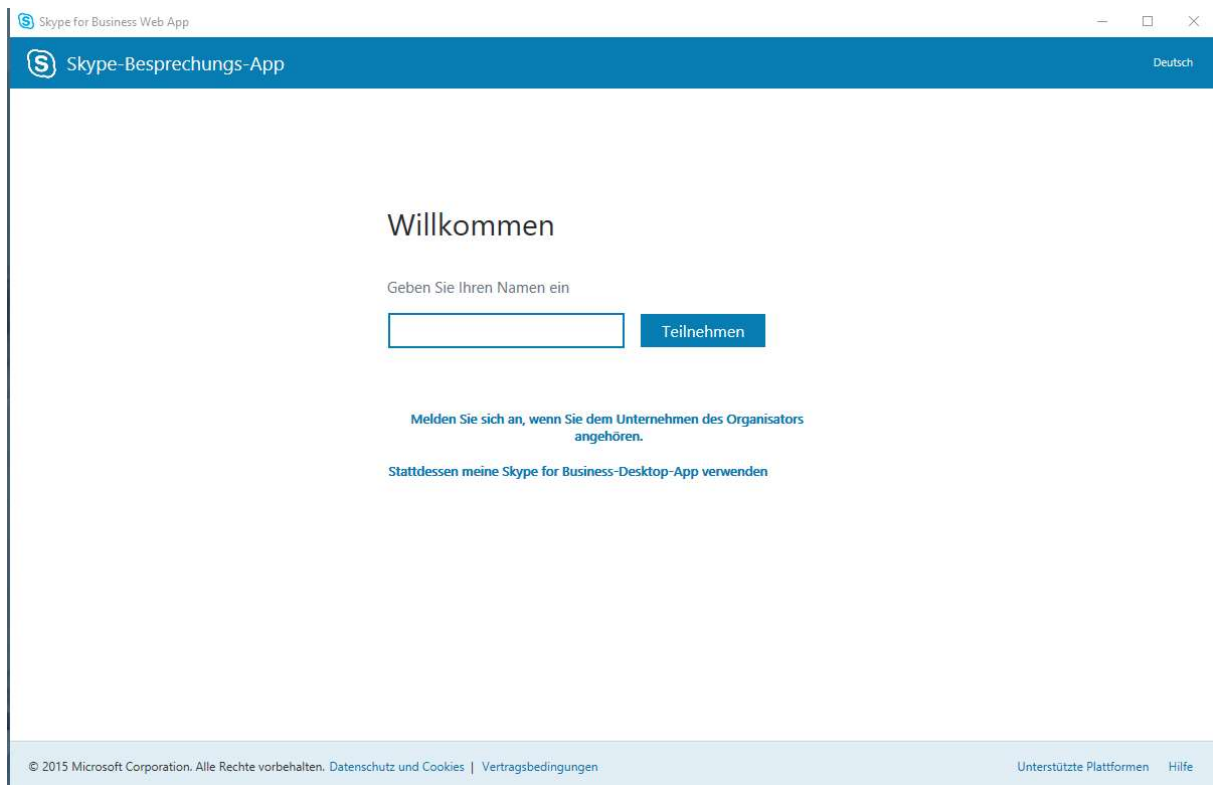 Skype for Business Web App
Skype-Besprechungs-App
Deutsch
Willkommen
Geben Sie Ihren Namen ein
Teilnehmen
Melden Sie sich an, wenn Sie dem Unternehmen des Organisators
angehören.
Stattdessen meine Skype for Business-Desktop-App verwenden
© 2015 Microsoft Corporation. Alle Rechte vorbehalten. Datenschutz und Cookies | Vertragsbedingungen
Unterstützte Plattformen Hilfe